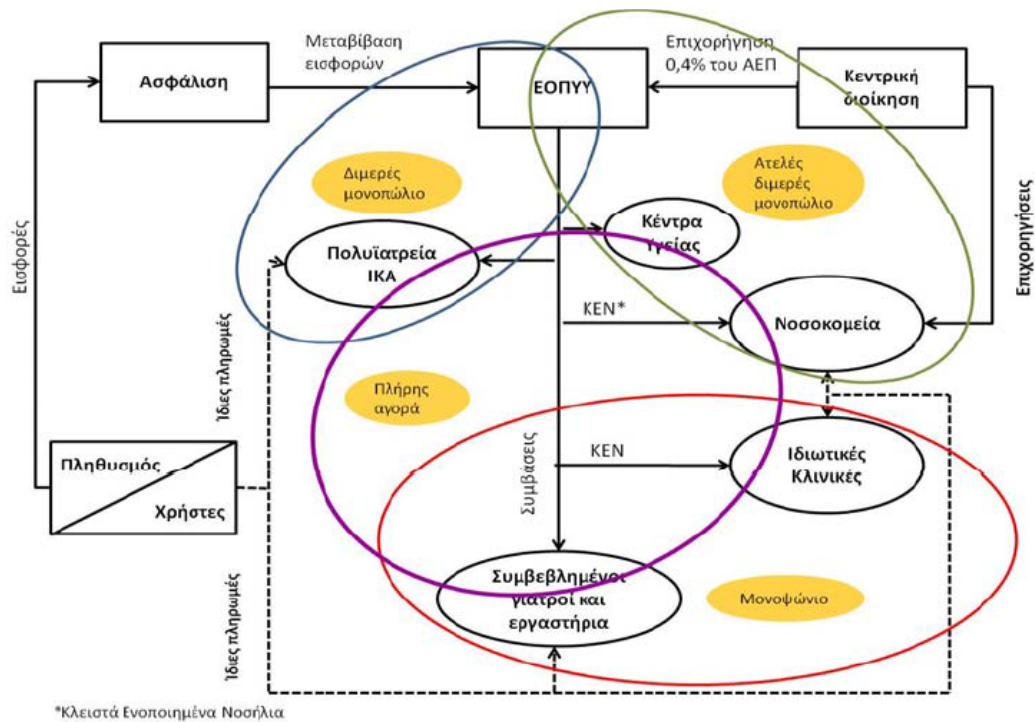 Μεταβίβαση
εισφορών
Επιχορήγηση
0,4% του ΑΕΠ
Ασφάλιση
ΕΟΠΥΥ
Κεντρική
διοίκηση
Διμερές
μονοπώλιο
Ατελές
διμερές
μονοπώλιο
Κέντρα
Υγείας
Πολυϊατρεία
ΙΚΑ
Εισφορές
Επιχορηγήσεις
ΚΕΝ*
Νοσοκομεία
Ίδιες πληρωμές
Πλήρης
αγορά
Συμβάσεις
ΚΕΝ
Ιδιωτικές
Κλινικές
Πληθυσμός
Χρήστες
Συμβεβλημένοι
γιατροί και
εργαστήρια
Μονοψώνιο
Ίδιες πληρωμές
*Κλειστά Ενοποιημένα Νοσήλια